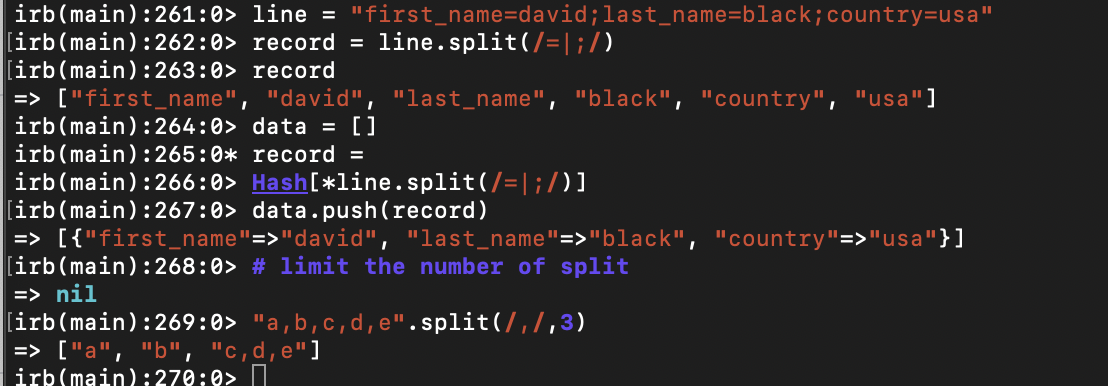 irb(main):261:0> line = "first_name=david;last_name=black;country=usa"
[irb(main):262:0> record = line.split(/=|;/)
[irb(main):263:0> record
=> ["first_name", "david", "last_name", "black", "country", "usa"]
irb(main):264:0> data = []
irb(main):265:0* record =
irb(main):266:0> Hash[*line.split(/=|;/)]
[irb(main):267:0> data.push(record)
=> [{"first_name"=>"david", "last_name"=>"black", "country"=>"usa"}]
[irb(main):268:0> # limit the number of split
=> nil
[irb(main):269:0> "a,b,c,d,e".split(/,/,3)
=> ["a", "b", "c,d,e"]
irb(main):270:0>